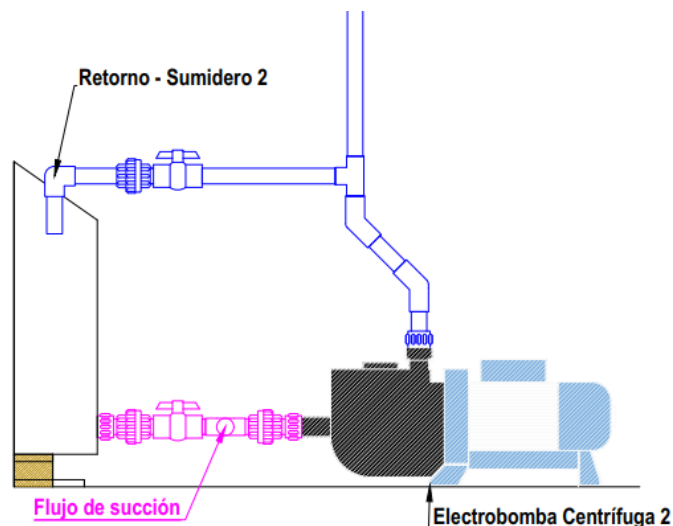 Retorno - Sumidero 2
Flujo de succión
Electrobomba Centrífuga 2